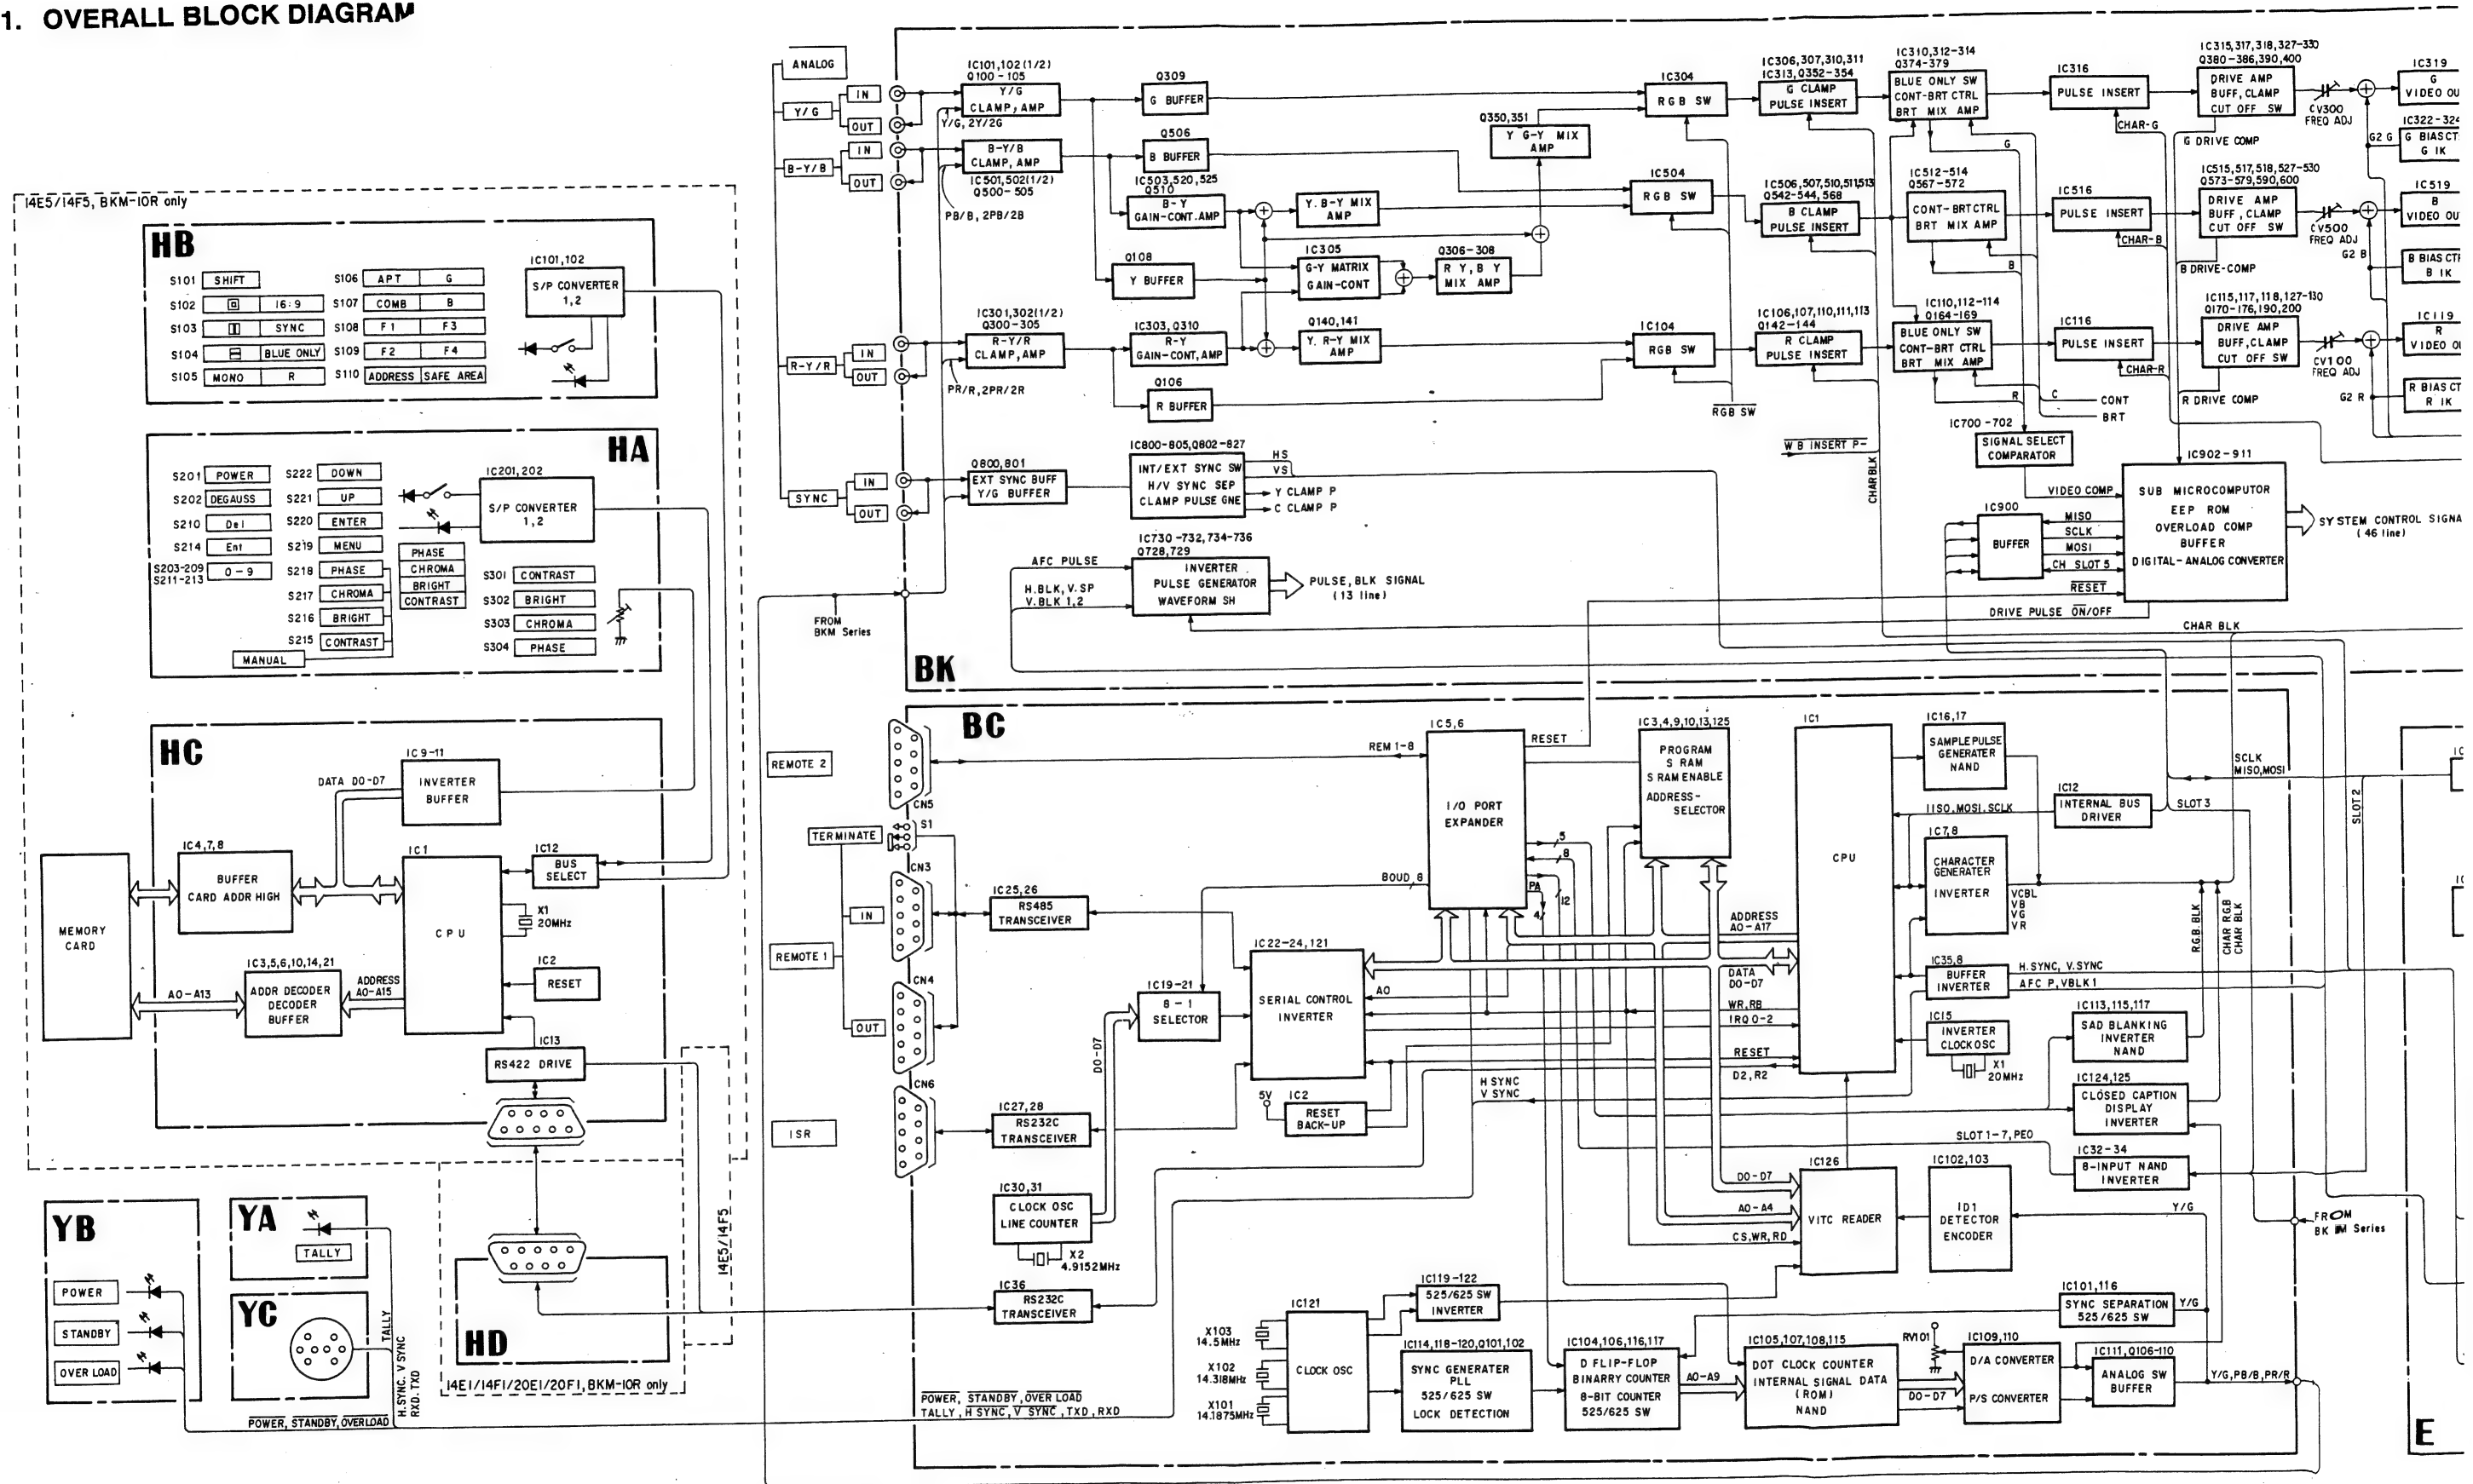 1. OVERALL BLOCK DIAGRAM
14E5/14F5, BKM-10R only
HB
S101 SHIFT
S102 16:9
S103 SYNC
S104 BLUE ONLY
S105 MONO R
S106 APT G
S107 COMB B
S108 F1 F3
S109 F2 F4
S110 ADDRESS SAFE AREA
IC101,102
S/P CONVERTER
1,2
HA
S201 POWER
S202 DEGAUSS
S210 Del
S214 Ent
S203-209
S211-213
0-9
S222 DOWN
S221 UP
S220 ENTER
S219 MENU
S218 PHASE
S217 CHROMA
S216 BRIGHT
S215 CONTRAST
MANUAL
PHASE
CHROMA
BRIGHT
CONTRAST
IC201,202
S/P CONVERTER
1,2
S301 CONTRAST
S302 BRIGHT
S303 CHROMA
S304 PHASE
HC
IC9-11
INVERTER
BUFFER
DATA D0-D7
IC4,7,8
BUFFER
CARD ADDR HIGH
IC1
CPU
IC12
BUS
SELECT
X1
20MHz
IC2
RESET
MEMORY
CARD
A0-A13
IC3,5,6,10,14,21
ADDR DECODER
DECODER
BUFFER
ADDRESS
A0-A15
IC13
RS422 DRIVE
YB
POWER
STANDBY
OVER LOAD
YA
TALLY
YC
TALLY
H.SYNC. V SYNC
RXD. TXD
POWER, STANDBY, OVERLOAD
HD
14E5/14F5
14E1/14F1/20E1/20F1, BKM-10R only
ANALOG
Y/G
IN
OUT
B-Y/B
IN
OUT
R-Y/R
IN
OUT
SYNC
IN
OUT
FROM
BKM Series
BK
IC101,102(1/2)
Q100-105
Y/G
CLAMP, AMP
Y/G, 2Y/2G
B-Y/B
CLAMP, AMP
IC501,502(1/2)
Q500-505
PB/B, 2PB/2B
IC301,302(1/2)
Q300-305
R-Y/R
CLAMP, AMP
PR/R, 2PR/2R
Q309
G BUFFER
Q506
B BUFFER
IC503,520,525
Q510
B-Y
GAIN-CONT.AMP
Q108
Y BUFFER
IC303, Q310
R-Y
GAIN-CONT, AMP
Q106
R BUFFER
Y. B-Y MIX
AMP
IC305
G-Y MATRIX
GAIN-CONT
Q306-308
R Y, B Y
MIX AMP
Q140,141
Y. R-Y MIX
AMP
Q350,351
Y G-Y MIX
AMP
IC304
RGB SW
IC504
RGB SW
IC104
RGB SW
RGB SW
IC306,307,310,311
IC313, Q352-354
G CLAMP
PULSE INSERT
IC506,507,510,511,513
Q542-544, 568
B CLAMP
PULSE INSERT
IC106,107,110,111,113
Q142-144
R CLAMP
PULSE INSERT
W B INSERT P-
CHAR BLK
IC310,312-314
Q374-379
BLUE ONLY SW
CONT-BRT CTRL
BRT MIX AMP
G
IC512-514
Q567-572
CONT-BRT CTRL
BRT MIX AMP
B
IC110,112-114
Q164-169
BLUE ONLY SW
CONT-BRT CTRL
BRT MIX AMP
R
C
CONT
BRT
IC316
PULSE INSERT
CHAR-G
IC516
PULSE INSERT
CHAR-B
IC116
PULSE INSERT
CHAR-R
IC315,317,318,327-330
Q380-386,390,400
DRIVE AMP
BUFF, CLAMP
CUT OFF SW
G DRIVE COMP
IC515,517,518,527-530
Q573-579,590,600
DRIVE AMP
BUFF, CLAMP
CUT OFF SW
B DRIVE-COMP
IC115,117,118,127-130
Q170-176,190,200
DRIVE AMP
BUFF, CLAMP
CUT OFF SW
R DRIVE COMP
CV300
FREQ ADJ
CV500
FREQ ADJ
CV100
FREQ ADJ
G2 G
G2 B
G2 R
IC319
G
VIDEO OU
IC322-324
G BIAS CT
G IK
IC519
B
VIDEO OU
B BIAS CT
B IK
IC119
R
VIDEO OU
R BIAS CT
R IK
Q800,801
EXT SYNC BUFF
Y/G BUFFER
IC800-805,Q802-827
INT/EXT SYNC SW
H/V SYNC SEP
CLAMP PULSE GNE
HS
VS
Y CLAMP P
C CLAMP P
IC730-732,734-736
Q728,729
AFC PULSE
H.BLK, V.SP
V.BLK 1,2
INVERTER
PULSE GENERATOR
WAVEFORM SH
PULSE, BLK SIGNAL
(13 line)
IC700-702
SIGNAL SELECT
COMPARATOR
VIDEO COMP
IC902-911
SUB MICROCOMPUTOR
EEP ROM
OVERLOAD COMP
BUFFER
DIGITAL-ANALOG CONVERTER
IC900
BUFFER
MISO
SCLK
MOSI
CH SLOT 5
RESET
DRIVE PULSE ON/OFF
SYSTEM CONTROL SIGNA
(46 line)
CHAR BLK
BC
REMOTE 2
CN5
REM 1-8
TERMINATE
S1
CN3
IN
REMOTE 1
CN4
OUT
CN6
ISR
IC25,26
RS485
TRANSCEIVER
IC27,28
RS232C
TRANSCEIVER
IC30,31
CLOCK OSC
LINE COUNTER
X2
4.9152MHz
IC36
RS232C
TRANSCEIVER
D0-D7
IC19-21
8-1
SELECTOR
IC22-24,121
SERIAL CONTROL
INVERTER
A0
5V
IC2
RESET
BACK-UP
BOUD 8
IC5,6
I/O PORT
EXPANDER
RESET
5
8
PA
4
12
IC3,4,9,10,13,125
PROGRAM
S RAM
S RAM ENABLE
ADDRESS-
SELECTOR
ADDRESS
A0-A17
DATA
D0-D7
WR, RB
IRQ 0-2
RESET
D2, R2
IC1
CPU
IC16,17
SAMPLE PULSE
GENERATER
NAND
IISO, MOSI, SCLK
IC12
INTERNAL BUS
DRIVER
SCLK
MISO,MOSI
SLOT 3
SLOT 2
IC7,8
CHARACTER
GENERATER
INVERTER
VCBL
VB
VG
VR
R.G.B. BLK
CHAR RGB
CHAR BLK
IC35,8
BUFFER
INVERTER
H.SYNC, V.SYNC
AFC P, VBLK 1
IC15
INVERTER
CLOCK OSC
X1
20MHz
IC113,115,117
SAD BLANKING
INVERTER
NAND
IC124,125
CLOSED CAPTION
DISPLAY
INVERTER
H SYNC
V SYNC
SLOT 1-7, PE0
IC32-34
8-INPUT NAND
INVERTER
D0-D7
A0-A4
CS, WR, RD
IC126
VITC READER
IC102,103
ID1
DETECTOR
ENCODER
Y/G
FROM
BK M Series
IC121
CLOCK OSC
X103
14.5MHz
X102
14.318MHz
X101
14.1875MHz
IC119-122
525/625 SW
INVERTER
IC114,118-120,Q101,102
SYNC GENERATER
PLL
525/625 SW
LOCK DETECTION
IC104,106,116,117
D FLIP-FLOP
BINARRY COUNTER
8-BIT COUNTER
525/625 SW
A0-A9
IC105,107,108,115
DOT CLOCK COUNTER
INTERNAL SIGNAL DATA
(ROM)
NAND
D0-D7
RV101
IC109,110
D/A CONVERTER
P/S CONVERTER
IC101,116
SYNC SEPARATION
525/625 SW
Y/G
IC111, Q106-110
ANALOG SW
BUFFER
Y/G, PB/B, PR/R
POWER, STANDBY, OVER LOAD
TALLY, H SYNC, V SYNC, TXD, RXD
E